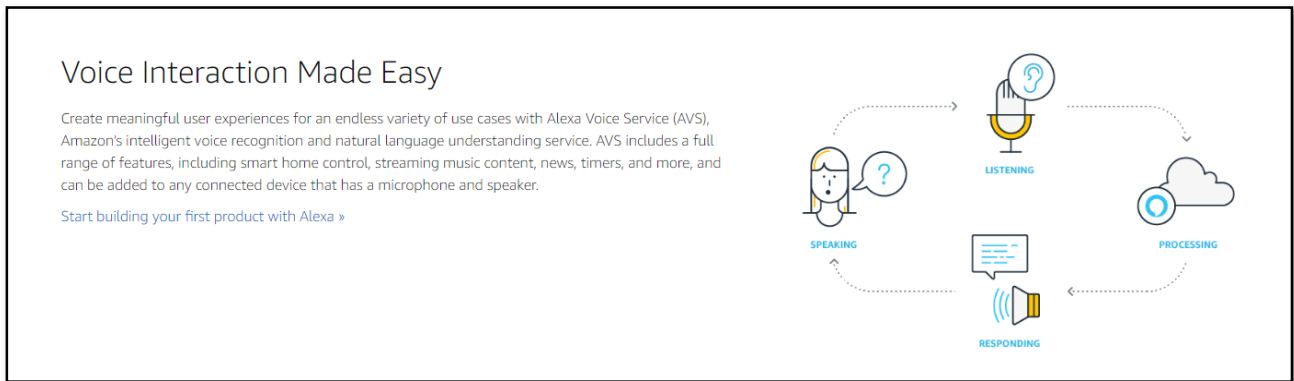 Voice Interaction Made Easy
Create meaningful user experiences for an endless variety of use cases with Alexa Voice Service (AVS),
Amazon's intelligent voice recognition and natural language understanding service. AVS includes a full
range of features, including smart home control, streaming music content, news, timers, and more, and
can be added to any connected device that has a microphone and speaker.
Start building your first product with Alexa »
?
LISTENING
SPEAKING
PROCESSING
RESPONDING